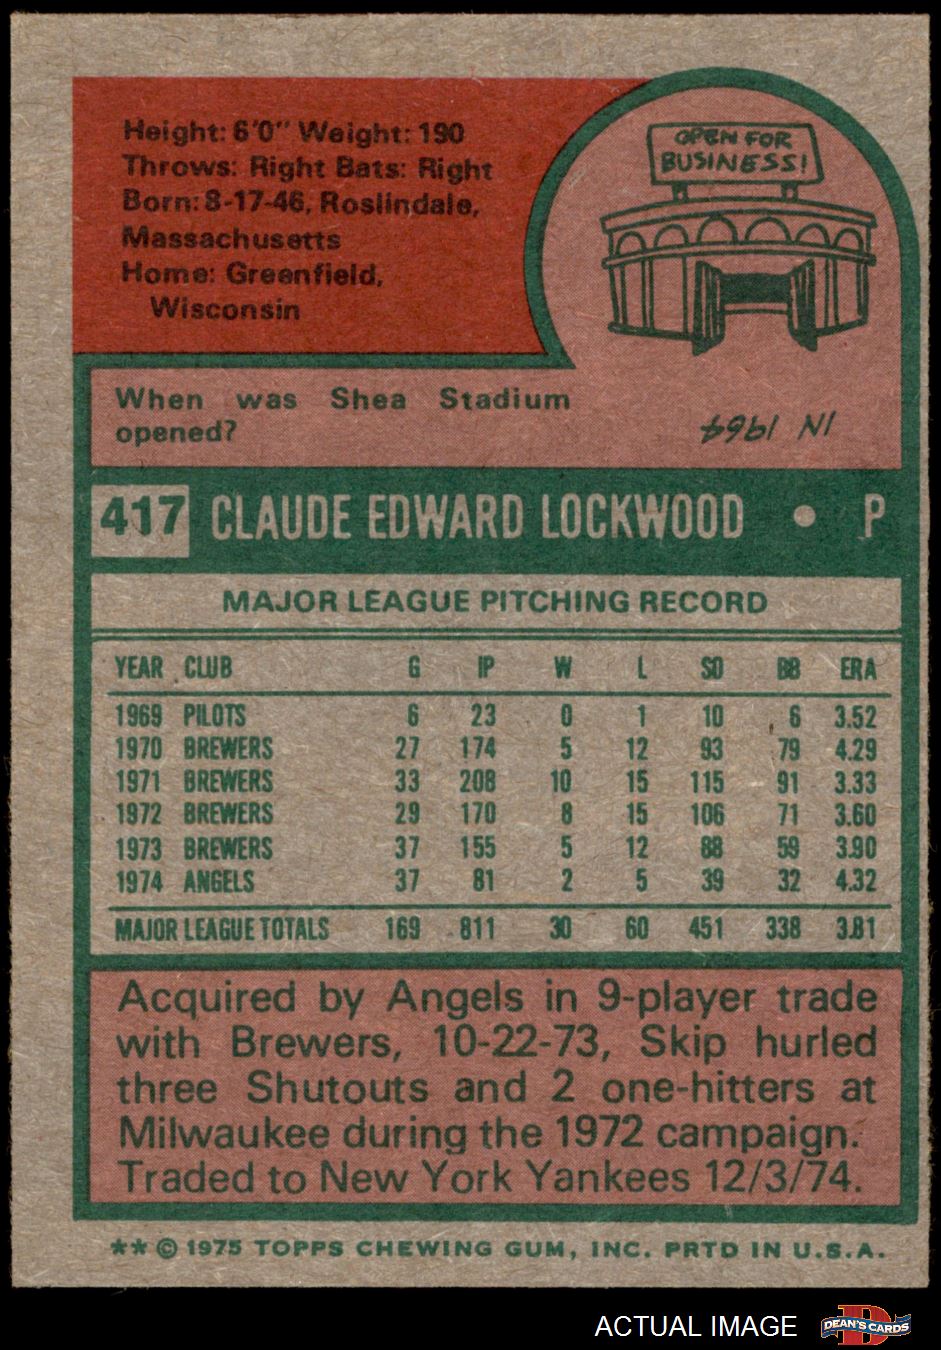 Height: 6'0" Weight: 190
Throws: Right Bats: Right
Born: 8-17-46, Roslindale,
Massachusetts
Home: Greenfield,
Wisconsin
OPEN FOR
BUSINESS!
When was Shea Stadium
opened?
IN 1964
417 CLAUDE EDWARD LOCKWOOD • P
MAJOR LEAGUE PITCHING RECORD
YEAR CLUB G IP W L SO BB ERA
1969 PILOTS 6 23 0 1 10 6 3.52
1970 BREWERS 27 174 5 12 93 79 4.29
1971 BREWERS 33 208 10 15 115 91 3.33
1972 BREWERS 29 170 8 15 106 71 3.60
1973 BREWERS 37 155 5 12 88 59 3.90
1974 ANGELS 37 81 2 5 39 32 4.32
MAJOR LEAGUE TOTALS 169 811 30 60 451 338 3.81
Acquired by Angels in 9-player trade
with Brewers, 10-22-73, Skip hurled
three Shutouts and 2 one-hitters at
Milwaukee during the 1972 campaign.
Traded to New York Yankees 12/3/74.
** © 1975 TOPPS CHEWING GUM, INC. PRTD IN U.S.A.
ACTUAL IMAGE
DEAN'S CARDS